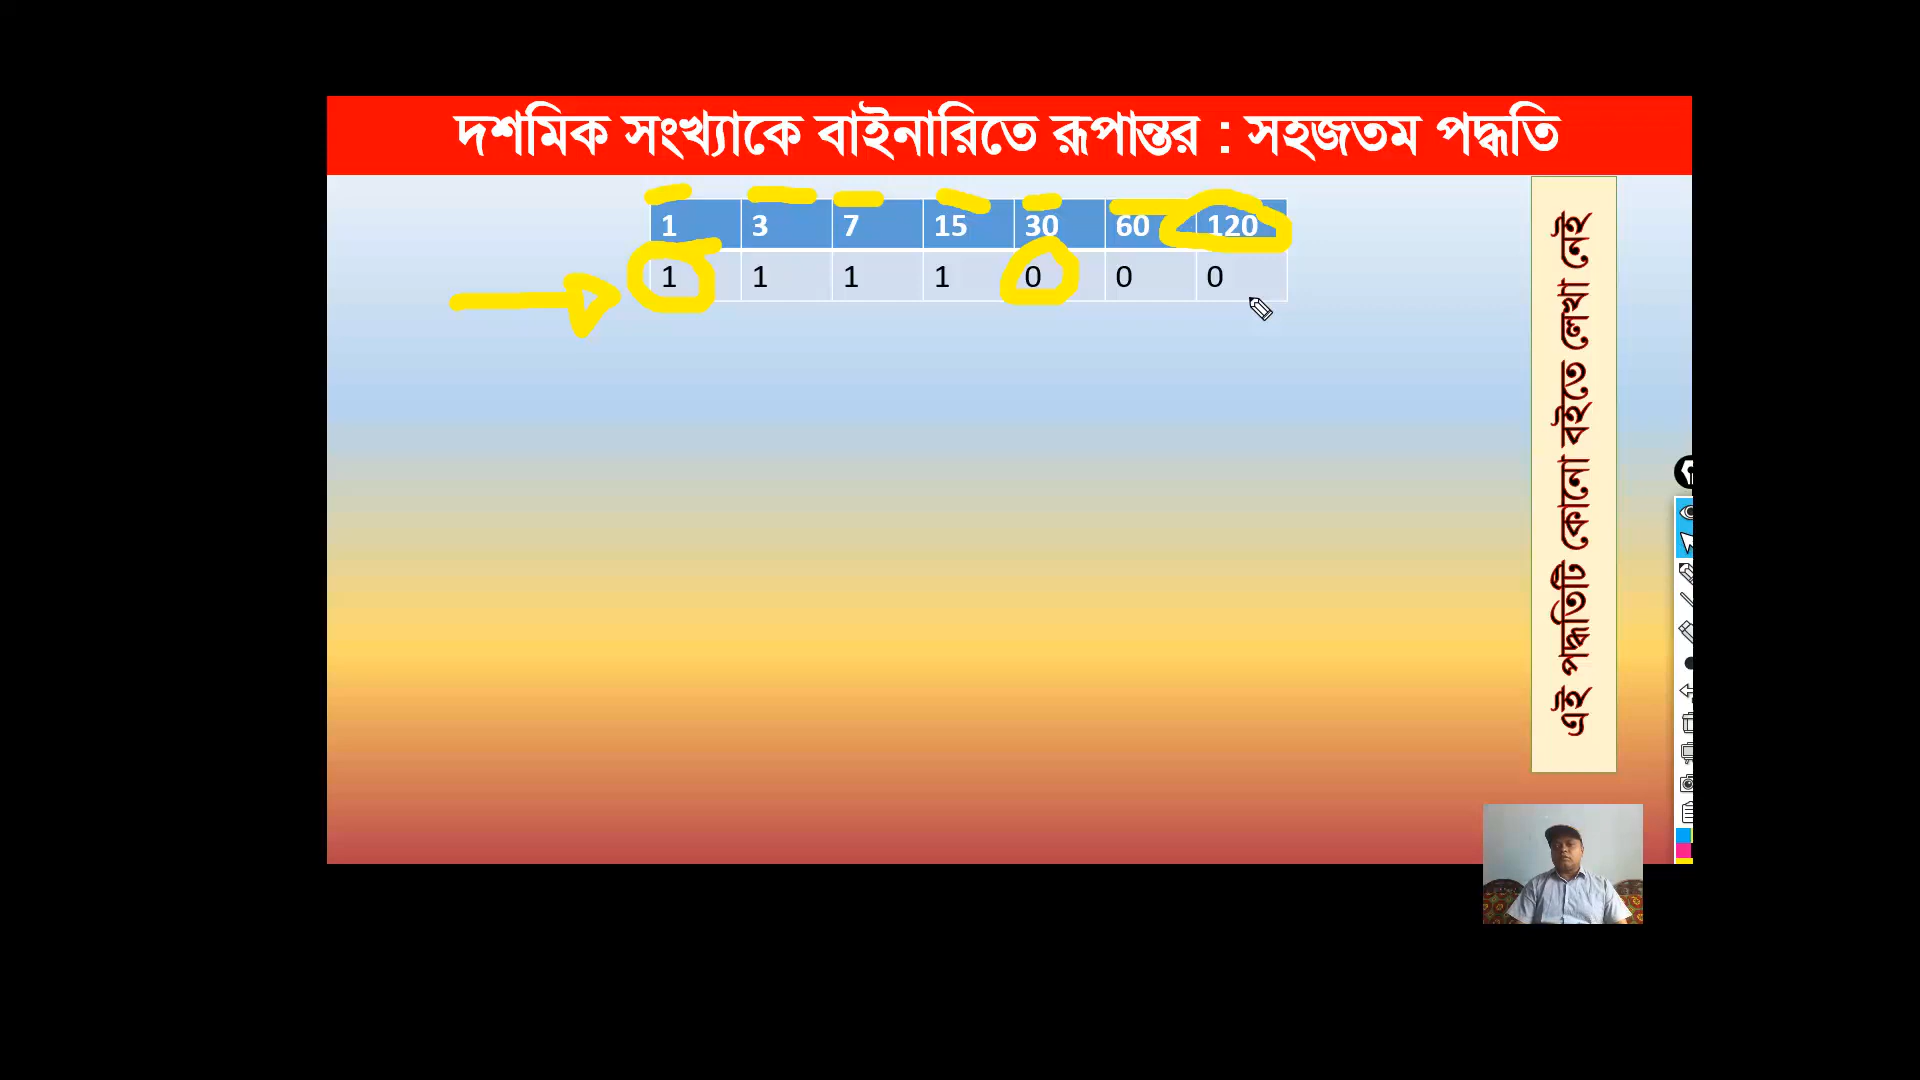 দশমিক সংখ্যাকে বাইনারিতে রূপান্তর : সহজতম পদ্ধতি
1 3 7 15 30 60 120
1 1 1 1 0 0 0
এই পদ্ধতিটি কোনো বইতে লেখা নেই